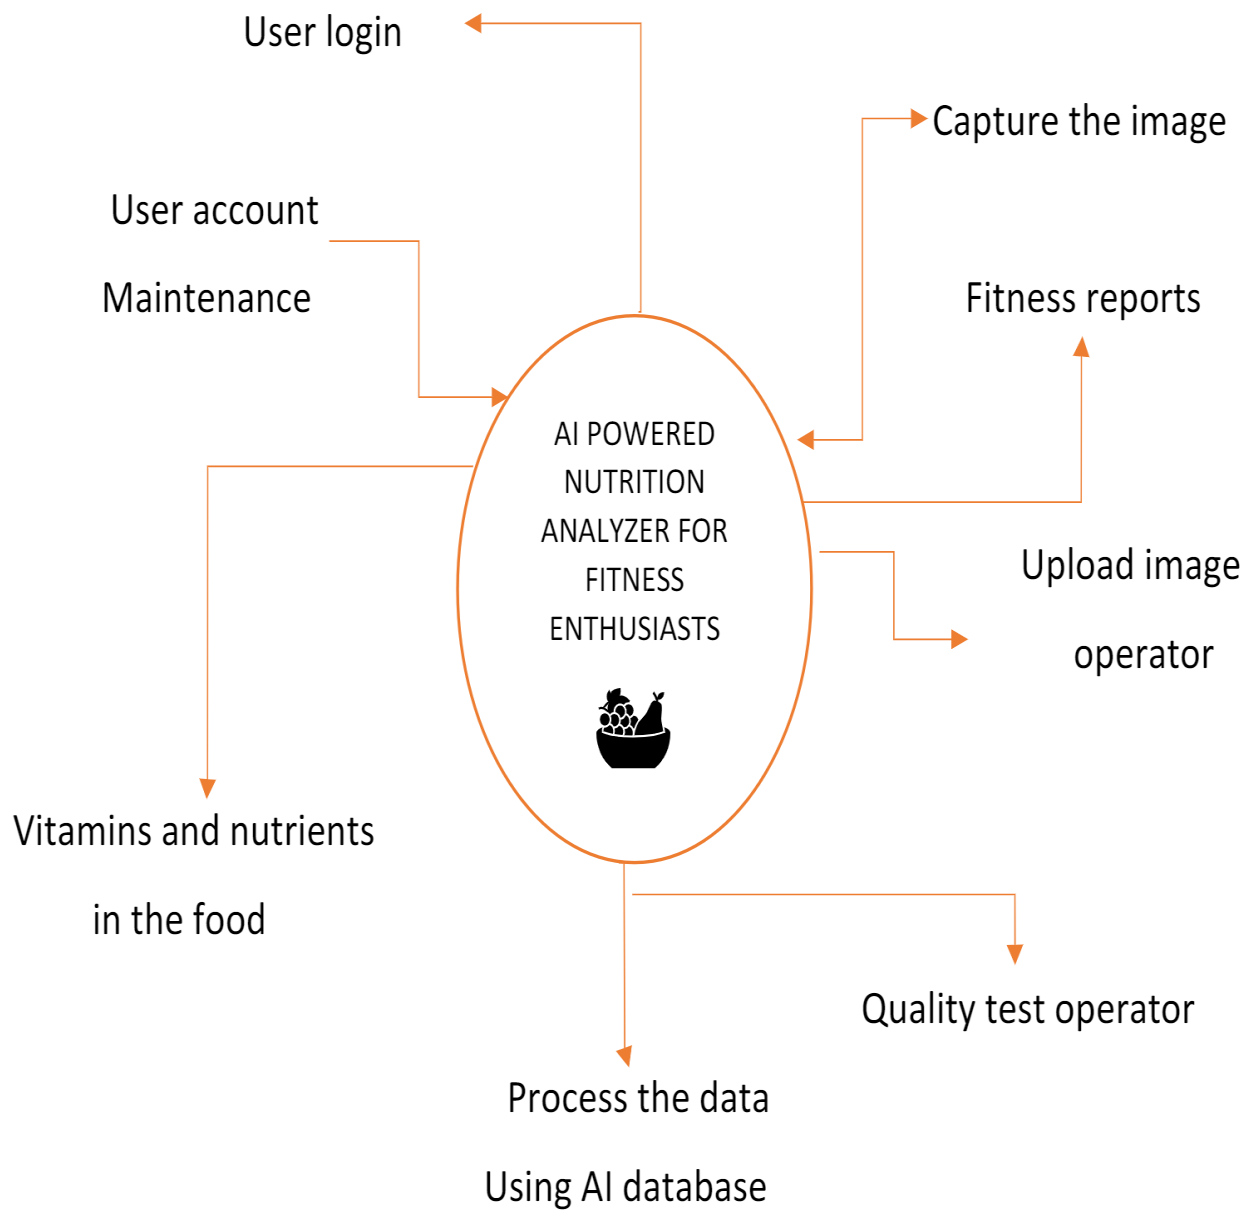 User login
Capture the image
User account
Maintenance
Fitness reports
AI POWERED
NUTRITION
ANALYZER FOR
FITNESS
ENTHUSIASTS
Upload image
operator
Vitamins and nutrients
in the food
Quality test operator
Process the data
Using AI database